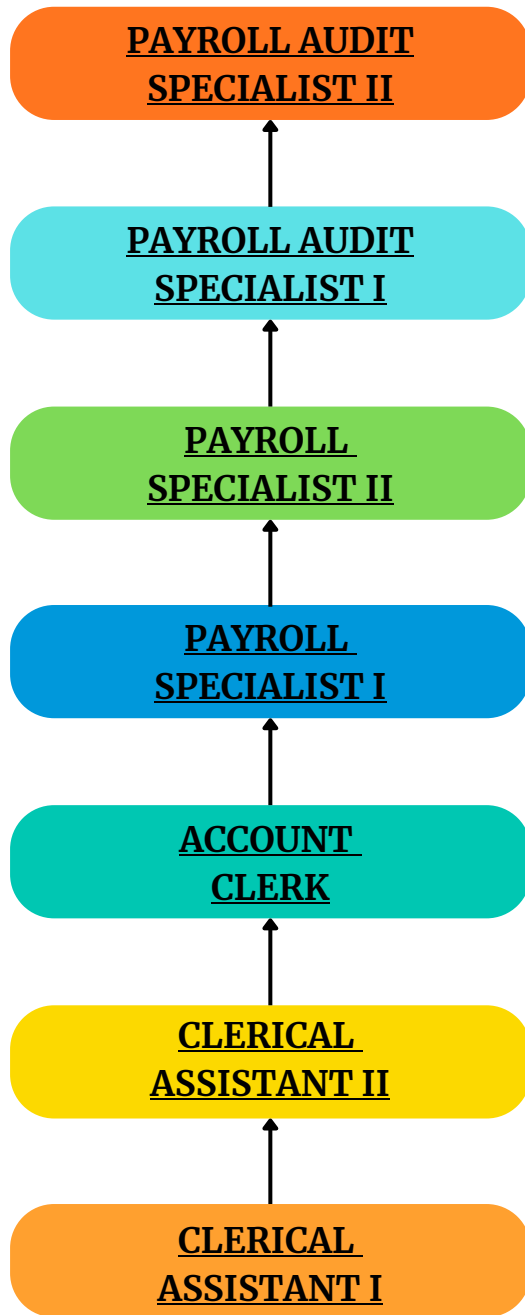 PAYROLL AUDIT
SPECIALIST II
PAYROLL AUDIT
SPECIALIST I
PAYROLL
SPECIALIST II
PAYROLL
SPECIALIST I
ACCOUNT
CLERK
CLERICAL
ASSISTANT II
CLERICAL
ASSISTANT I